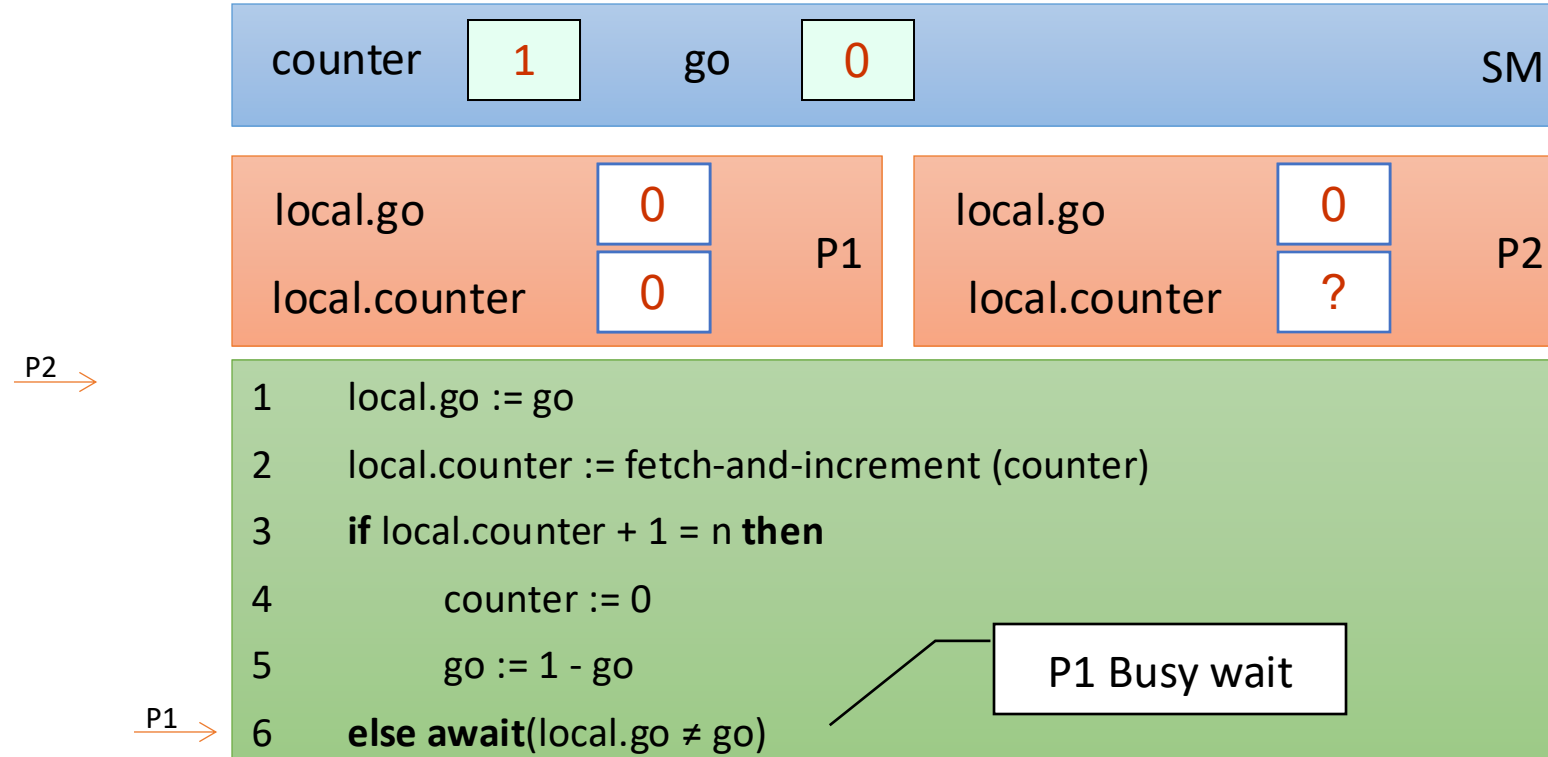 counter 1 go 0 SM
local.go 0 local.go 0
P1 P2
local.counter 0 local.counter ?
P2
1 local.go := go
2 local.counter := fetch-and-increment (counter)
3 if local.counter + 1 = n then
4 counter := 0
5 go := 1 - go
P1 Busy wait
P1
6 else await(local.go ≠ go)